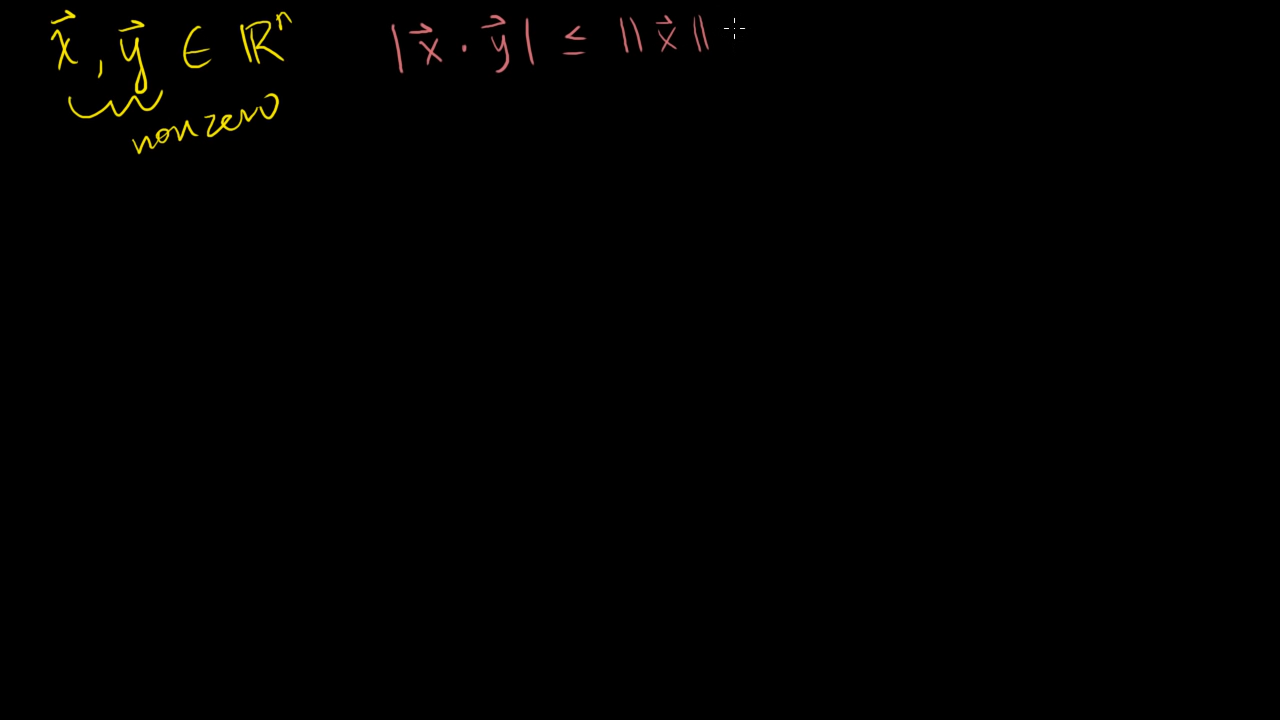 x⃗, y⃗ ∈ ℝⁿ |x⃗ · y⃗| ≤ ||x⃗||
nonzero